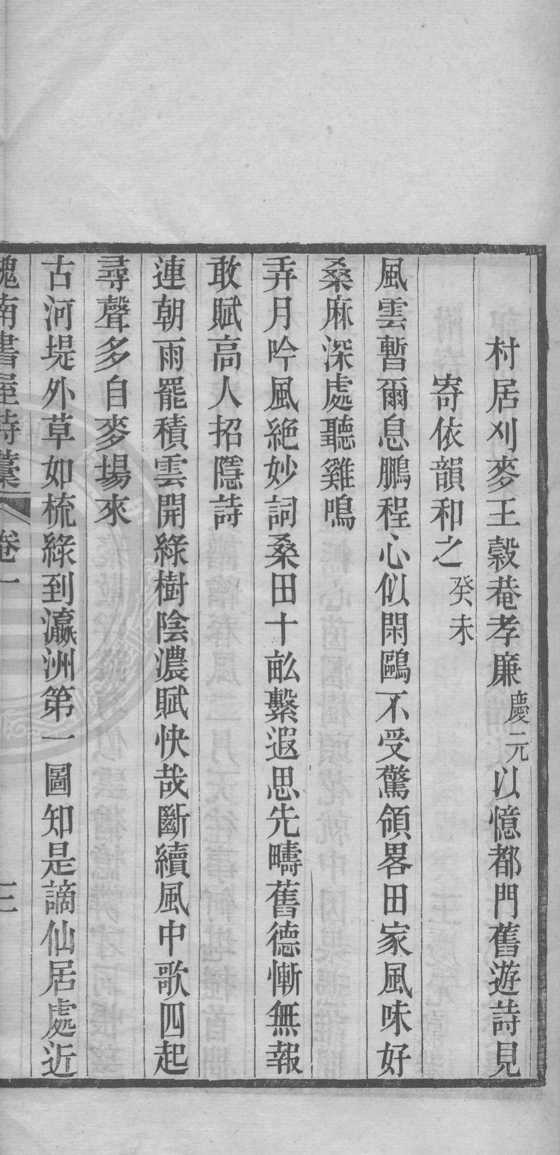 村居刈麥王穀菴孝廉慶元以憶都門舊遊詩見
寄依韻和之癸未
風雲暫爾息鵬程心似閑鷗不受驚領畧田家風味好
桑麻深處聽雞鳴
弄月吟風絶妙詞桑田十畝繫遐思先疇舊德慚無報
敢賦高人招隱詩
連朝雨罷積雲開綠樹陰濃賦快哉斷續風中歌四起
尋聲多自麥場來
古河堤外草如梳綠到瀛洲第一圖知是謫仙居處近
南書屋詩藁 卷一 三